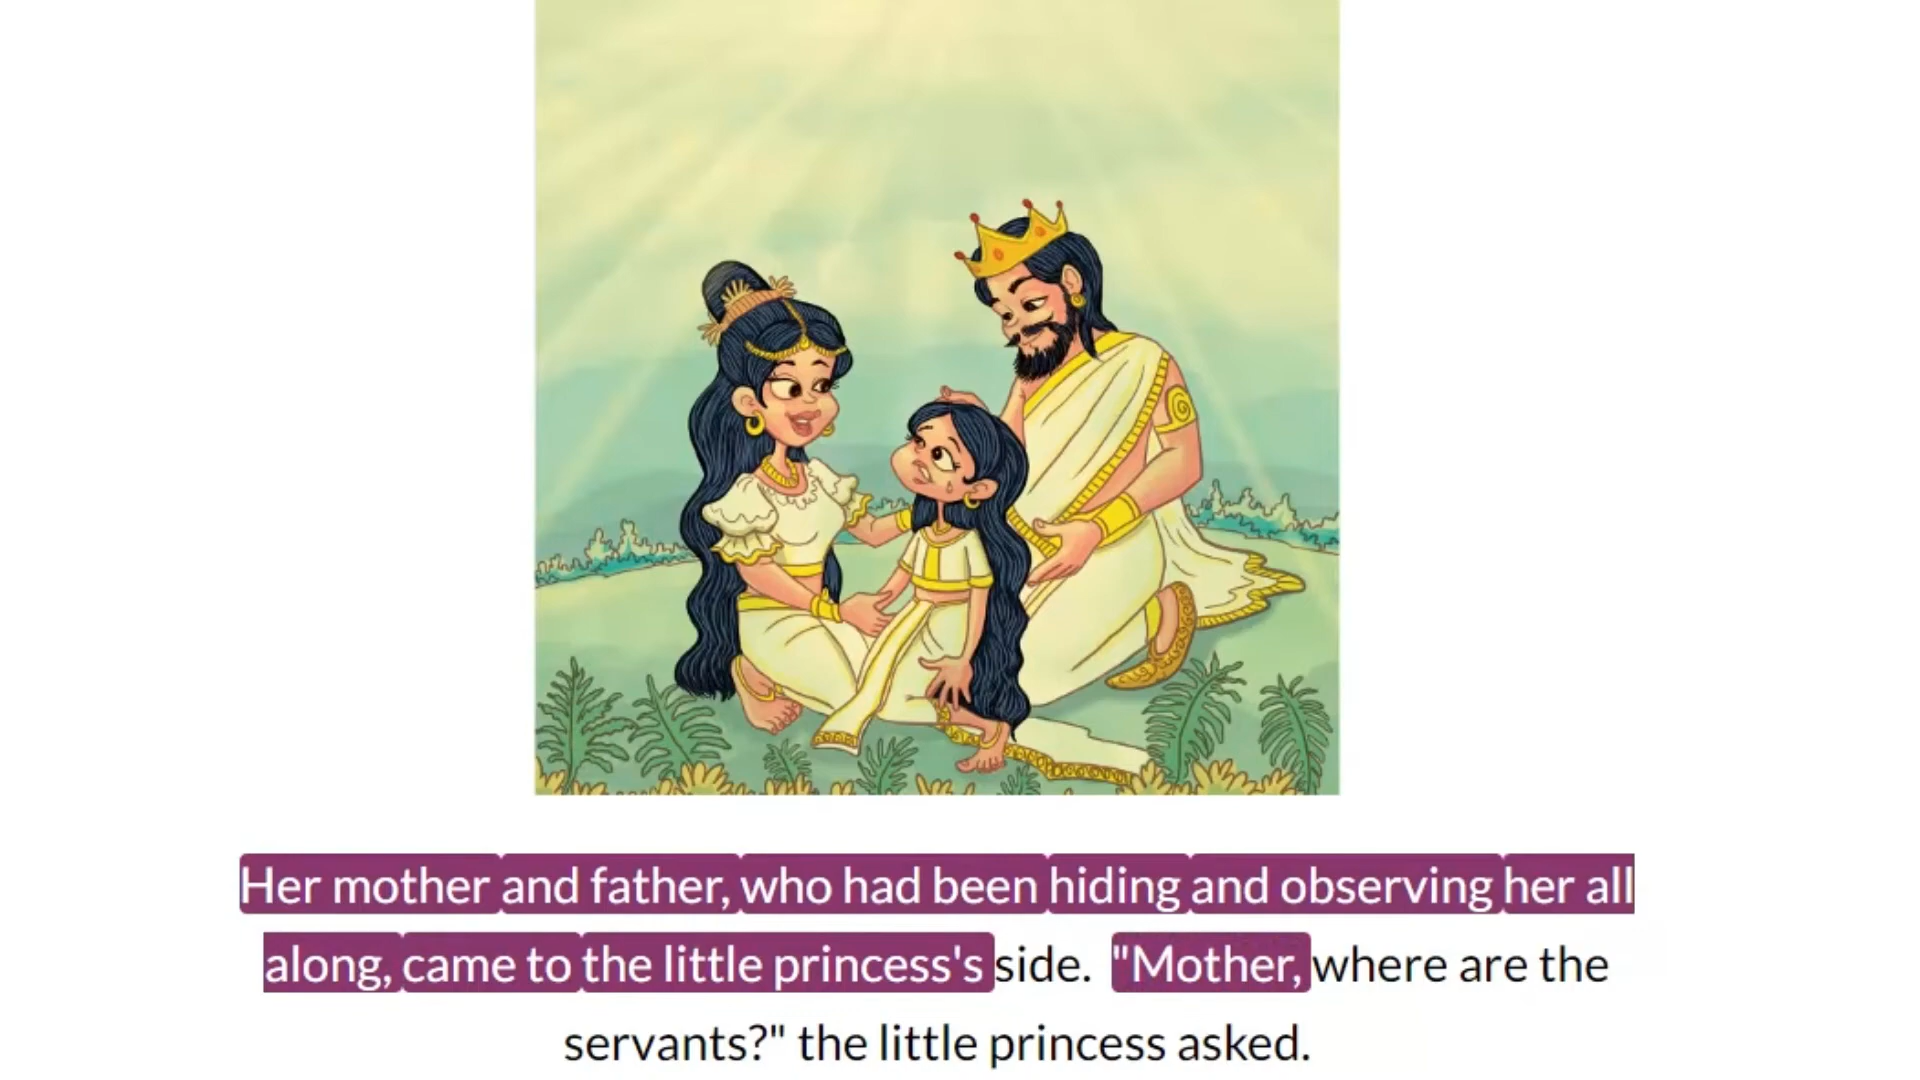 Her mother and father, who had been hiding and observing her all
along, came to the little princess's side.  "Mother, where are the
servants?" the little princess asked.